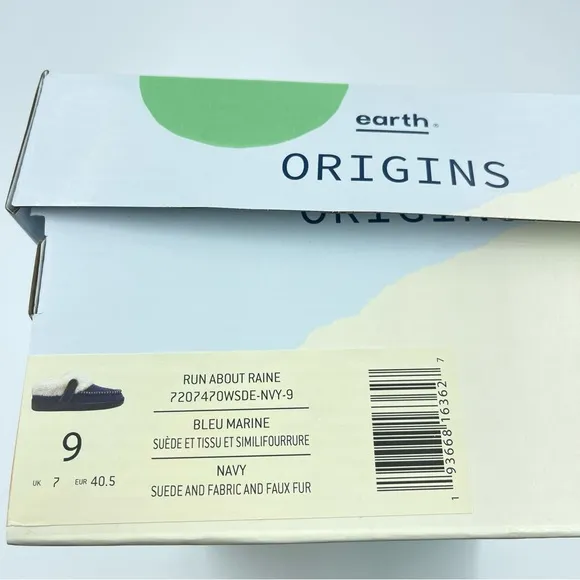 earth.
ORIGINS
ORIGINS
RUN ABOUT RAINE
7207470WSDE-NVY-9
BLEU MARINE
SUÈDE ET TISSU ET SIMILIFOURRURE
NAVY
SUEDE AND FABRIC AND FAUX FUR
9
UK 7 EUR 40.5
1 93668 16362 7